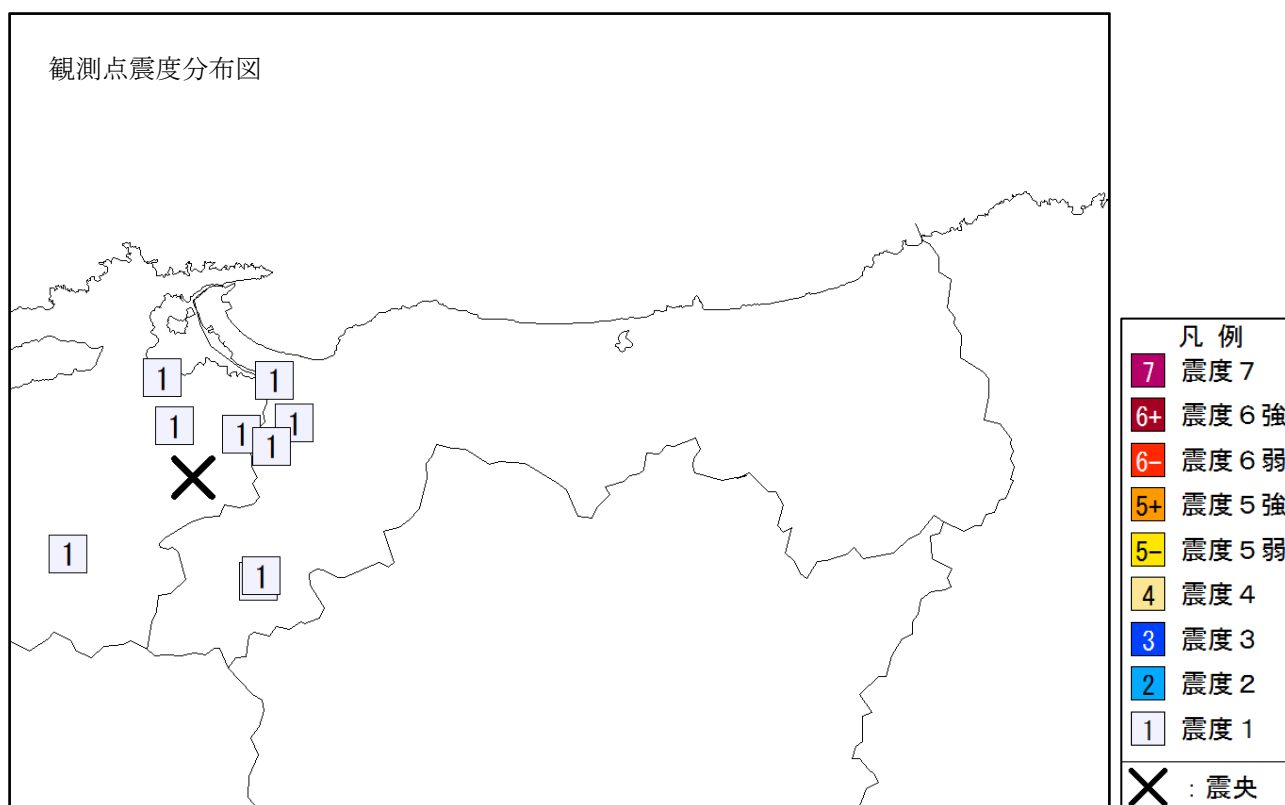 観測点震度分布図
1
1
1
1
1
1
1
1
凡 例
7 震度７
6+ 震度６強
6− 震度６弱
5+ 震度５強
5− 震度５弱
4 震度４
3 震度３
2 震度２
1 震度１
：震央